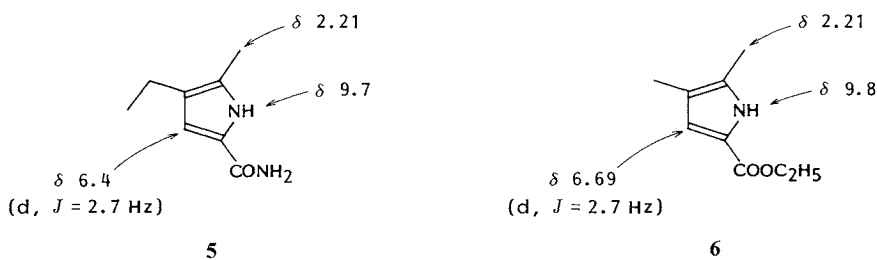 δ 2.21
NH
δ 9.7
CONH2
δ 6.4
(d, J = 2.7 Hz)
5
δ 2.21
NH
δ 9.8
COOC2H5
δ 6.69
(d, J = 2.7 Hz)
6